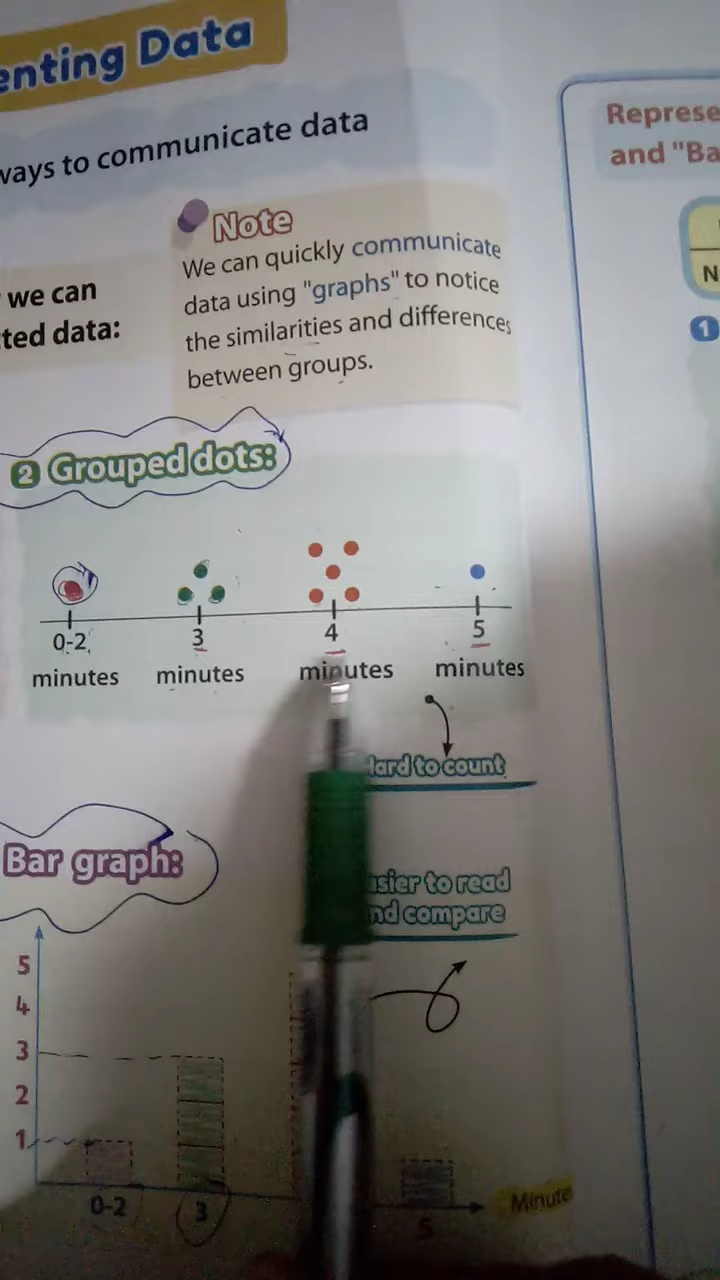 enting Data
ways to communicate data
Represe
and "Ba
Note
We can quickly communicate
data using "graphs" to notice
the similarities and differences
between groups.
we can
ted data:
N
1
2 Grouped dots:
0-2 3 4 5
minutes minutes minutes minutes
Hard to count
Bar graph:
asier to read
nd compare
5
4
3
2
1
0-2 3 5 Minute